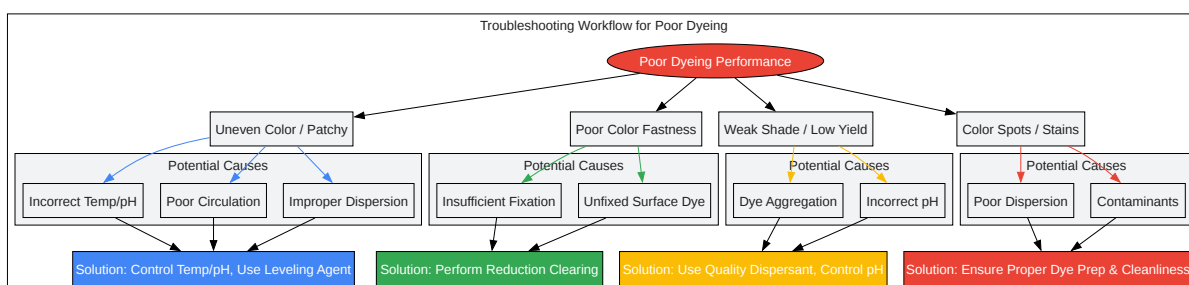 Troubleshooting Workflow for Poor Dyeing
Poor Dyeing Performance
Uneven Color / Patchy
Poor Color Fastness
Weak Shade / Low Yield
Color Spots / Stains
Potential Causes
Potential Causes
Potential Causes
Potential Causes
Incorrect Temp/pH
Poor Circulation
Improper Dispersion
Insufficient Fixation
Unfixed Surface Dye
Dye Aggregation
Incorrect pH
Poor Dispersion
Contaminants
Solution: Control Temp/pH, Use Leveling Agent
Solution: Perform Reduction Clearing
Solution: Use Quality Dispersant, Control pH
Solution: Ensure Proper Dye Prep & Cleanliness